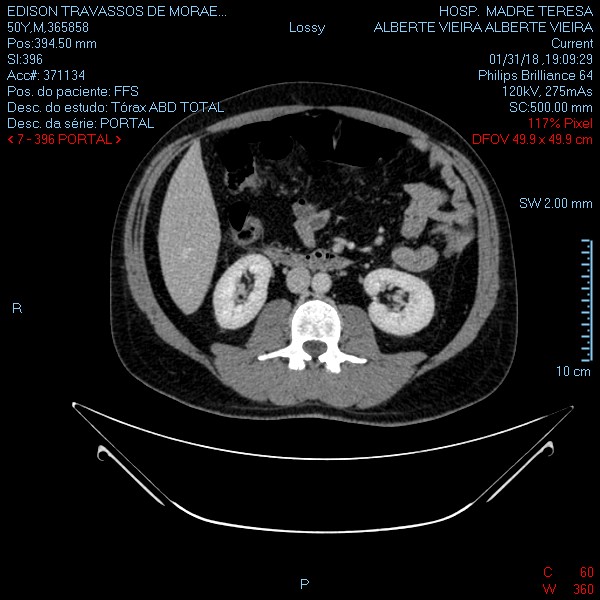 EDISON TRAVASSOS DE MORAE...
50Y,M,365858
Pos:394.50 mm
SI:396
Acc#: 371134
Pos. do paciente: FFS
Desc. do estudo: Tórax ABD TOTAL
Desc. da série: PORTAL
< 7 - 396 PORTAL >
Lossy
HOSP. MADRE TERESA
ALBERTE VIEIRA ALBERTE VIEIRA
Current
01/31/18 ,19:09:29
Philips Brilliance 64
120kV, 275mAs
SC:500.00 mm
117% Pixel
DFOV 49.9 x 49.9 cm
SW 2.00 mm
R
10 cm
P
C 60
W 360